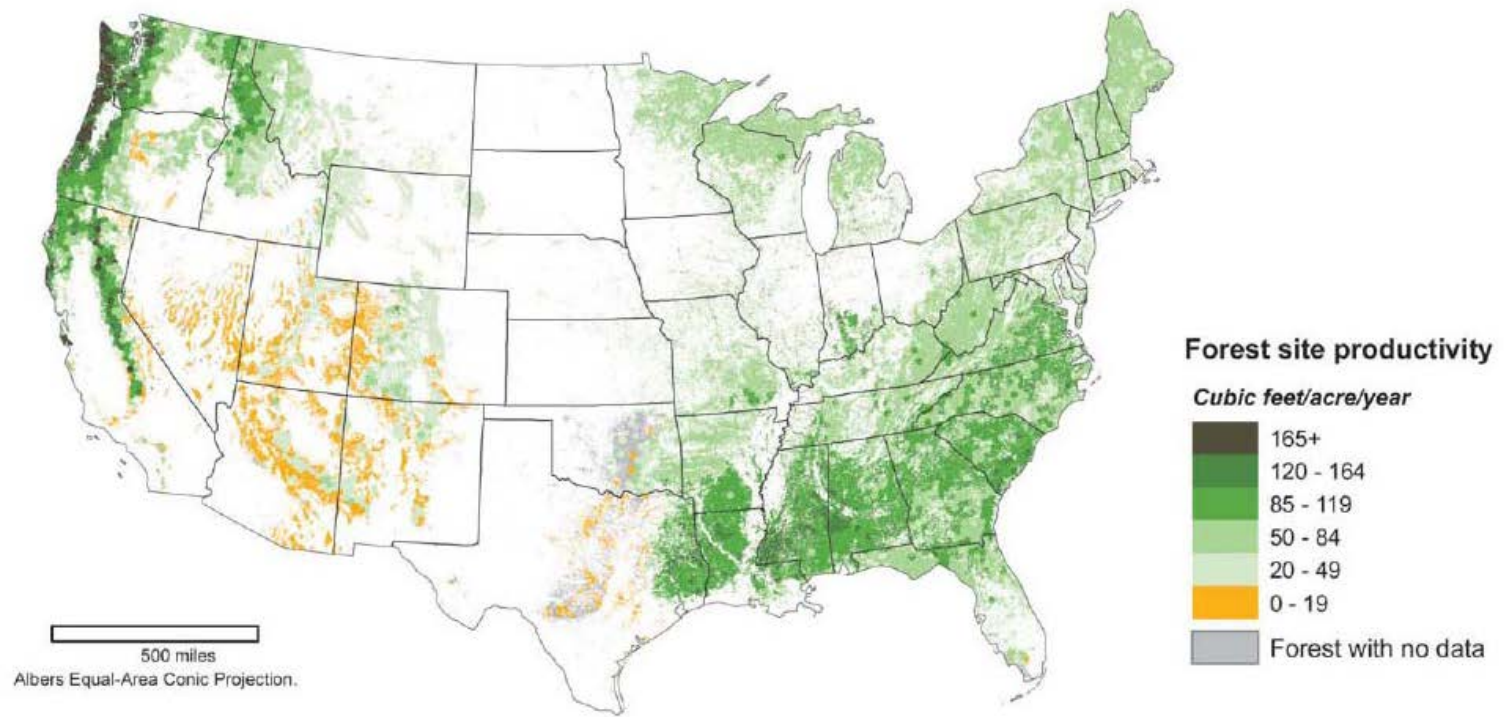 Forest site productivity
Cubic feet/acre/year
165+
120 - 164
85 - 119
50 - 84
20 - 49
0 - 19
Forest with no data
500 miles
Albers Equal-Area Conic Projection.